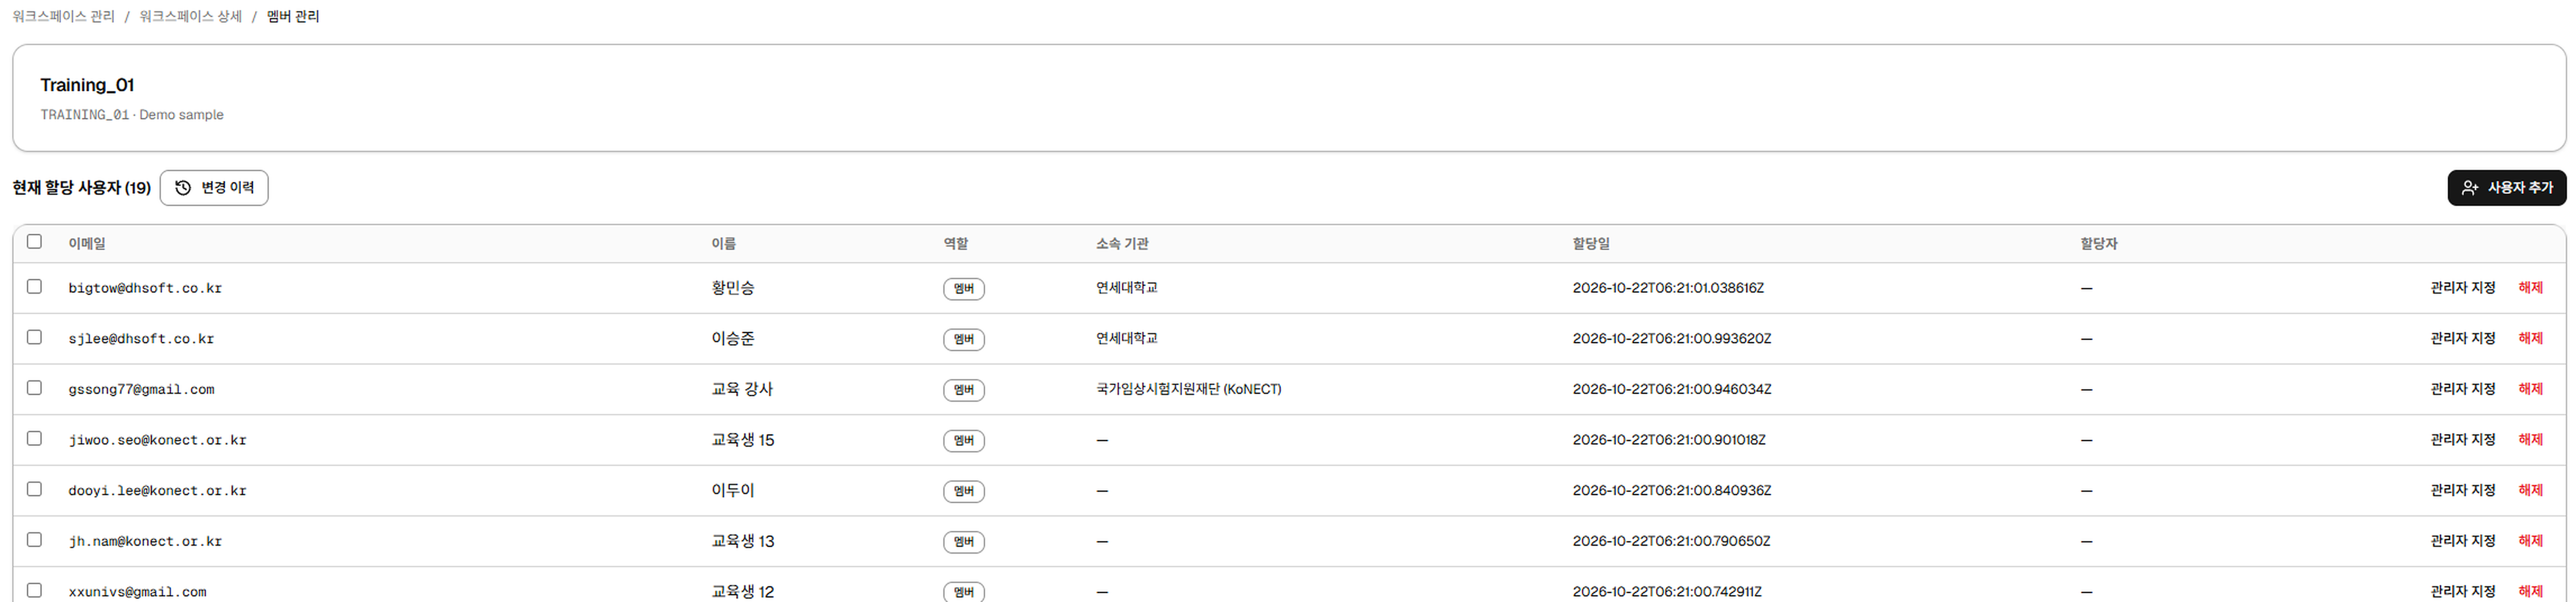 워크스페이스 관리 / 워크스페이스 상세 / 멤버 관리
Training_01
TRAINING_01 · Demo sample
현재 할당 사용자 (19) 변경 이력 사용자 추가
이메일 이름 역할 소속 기관 할당일 할당자
bigtow@dhsoft.co.kr 황민승 멤버 연세대학교 2026-10-22T06:21:01.038616Z — 관리자 지정 해제
sjlee@dhsoft.co.kr 이승준 멤버 연세대학교 2026-10-22T06:21:00.993620Z — 관리자 지정 해제
gssong77@gmail.com 교육 강사 멤버 국가임상시험지원재단 (KoNECT) 2026-10-22T06:21:00.946034Z — 관리자 지정 해제
jiwoo.seo@konect.or.kr 교육생 15 멤버 — 2026-10-22T06:21:00.901018Z — 관리자 지정 해제
dooyi.lee@konect.or.kr 이두이 멤버 — 2026-10-22T06:21:00.840936Z — 관리자 지정 해제
jh.nam@konect.or.kr 교육생 13 멤버 — 2026-10-22T06:21:00.790650Z — 관리자 지정 해제
xxunivs@gmail.com 교육생 12 멤버 — 2026-10-22T06:21:00.742911Z — 관리자 지정 해제